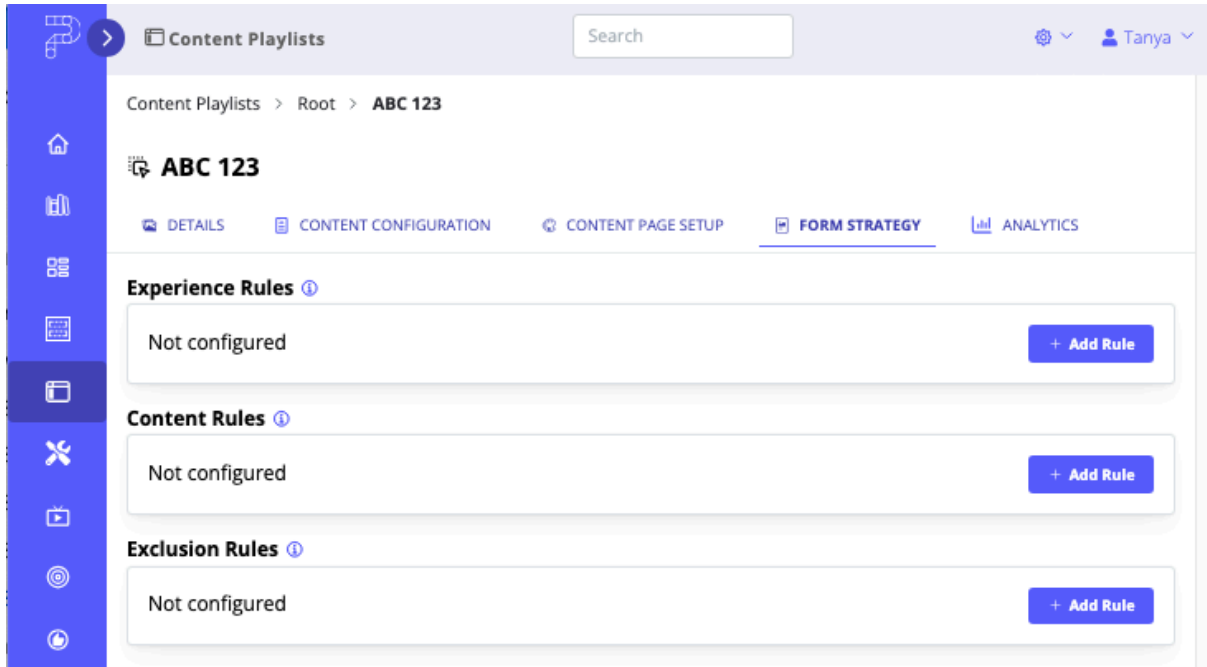 Content Playlists
Search
Tanya
Content Playlists > Root > ABC 123
ABC 123
DETAILS
CONTENT CONFIGURATION
CONTENT PAGE SETUP
FORM STRATEGY
ANALYTICS
Experience Rules
Not configured
+ Add Rule
Content Rules
Not configured
+ Add Rule
Exclusion Rules
Not configured
+ Add Rule